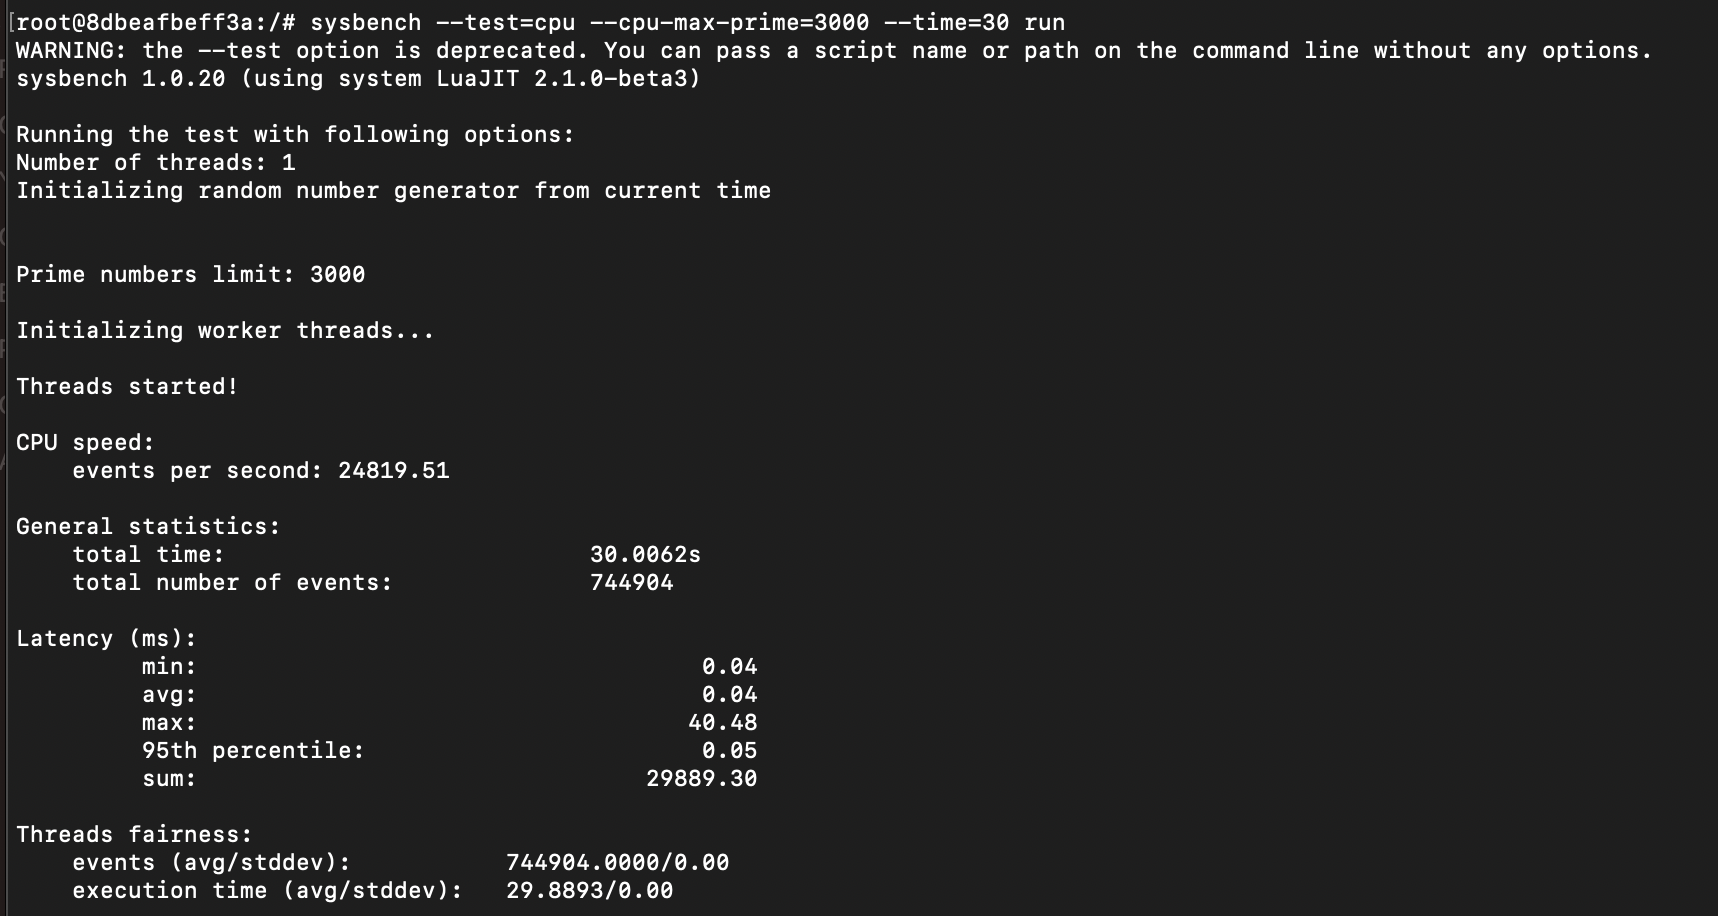 [root@8dbeafbeff3a:/# sysbench --test=cpu --cpu-max-prime=3000 --time=30 run
WARNING: the --test option is deprecated. You can pass a script name or path on the command line without any options.
sysbench 1.0.20 (using system LuaJIT 2.1.0-beta3)
Running the test with following options:
Number of threads: 1
Initializing random number generator from current time
Prime numbers limit: 3000
Initializing worker threads...
Threads started!
CPU speed:
events per second: 24819.51
General statistics:
total time: 30.0062s
total number of events: 744904
Latency (ms):
min: 0.04
avg: 0.04
max: 40.48
95th percentile: 0.05
sum: 29889.30
Threads fairness:
events (avg/stddev): 744904.0000/0.00
execution time (avg/stddev): 29.8893/0.00